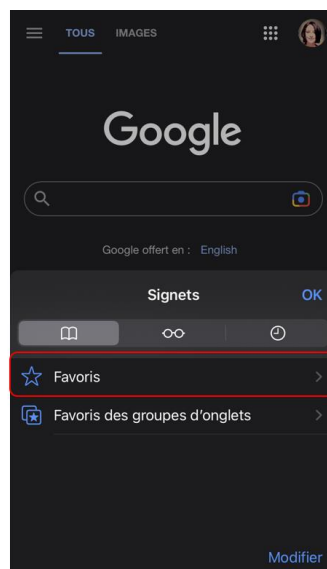 TOUS IMAGES
Google
Google offert en : English
Signets OK
Favoris
Favoris des groupes d'onglets
Modifier